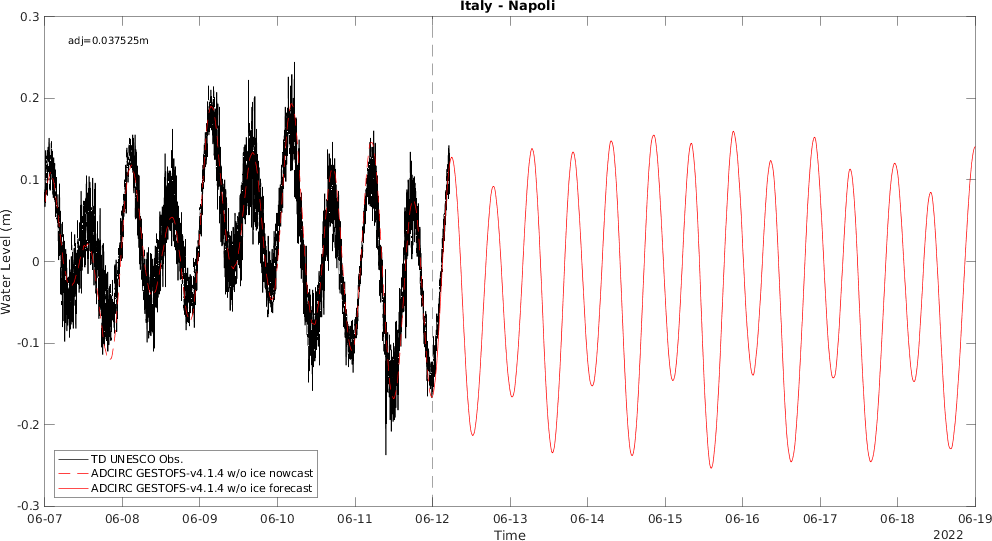 Italy - Napoli
adj=0.037525m
0.3
0.2
0.1
0
-0.1
-0.2
-0.3
Water Level (m)
TD UNESCO Obs.
ADCIRC GESTOFS-v4.1.4 w/o ice nowcast
ADCIRC GESTOFS-v4.1.4 w/o ice forecast
06-07 06-08 06-09 06-10 06-11 06-12 06-13 06-14 06-15 06-16 06-17 06-18 06-19
Time
2022